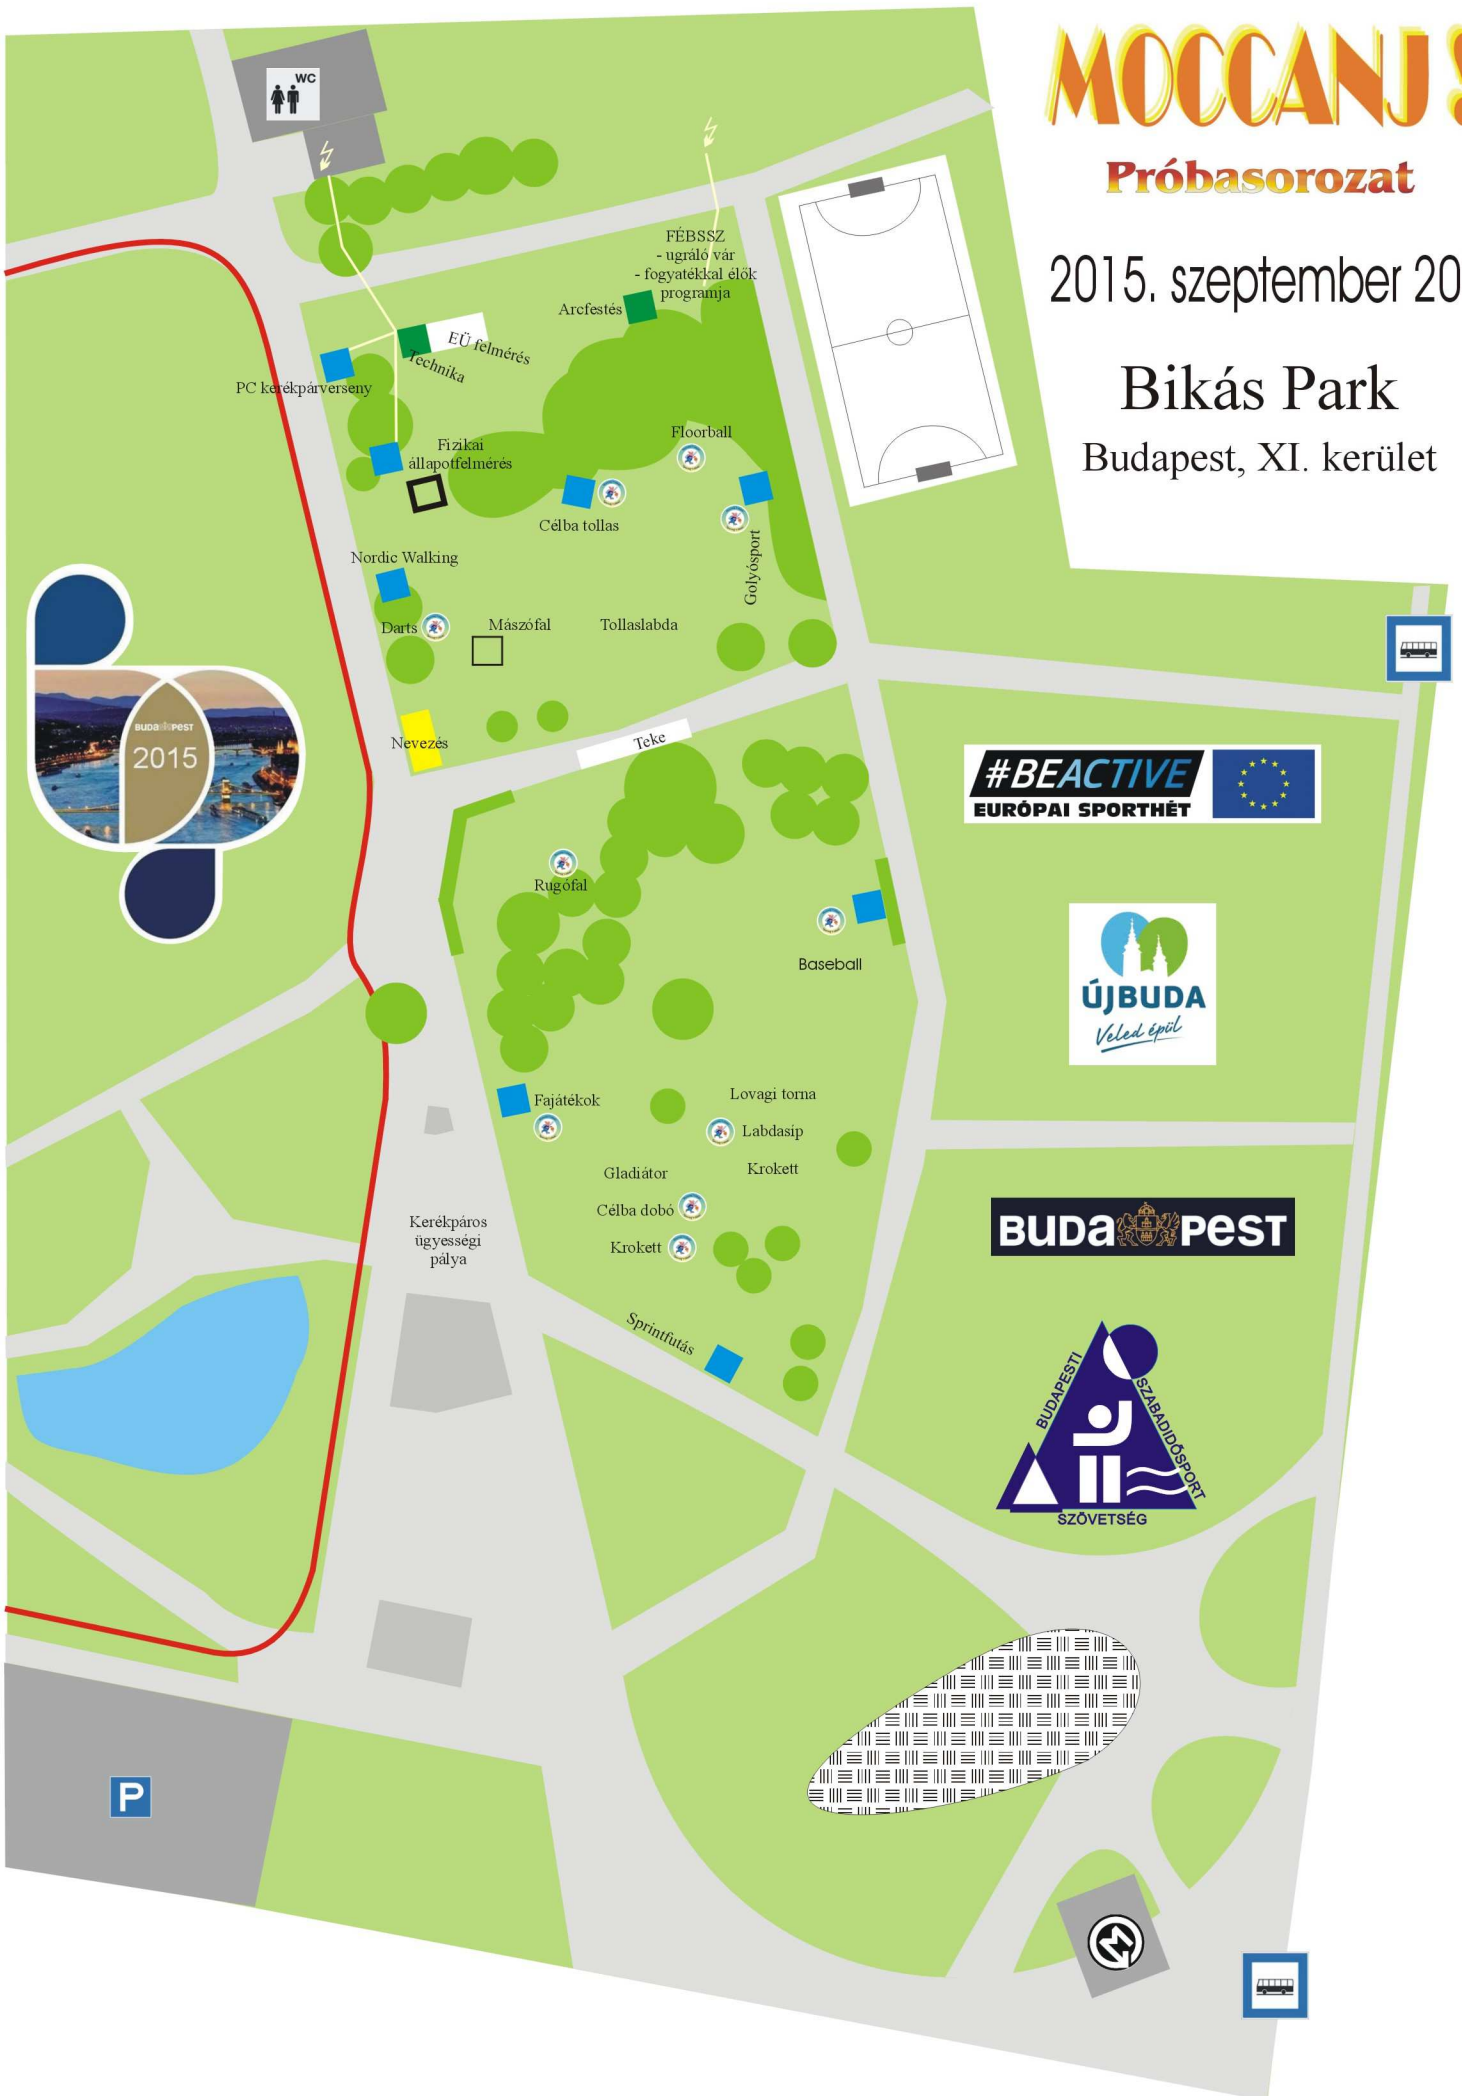 MOCCANJ !
Próbasorozat
2015. szeptember 20
Bikás Park
Budapest, XI. kerület
WC
FÉBSSZ
- ugráló vár
- fogyatékkal élők
programja
Arcfestés
EÜ felmérés
Technika
PC kerékpárverseny
Floorball
Fizikai
állapotfelmérés
Célba tollas
Golyósport
Nordic Walking
Darts
Mászófal
Tollaslabda
BUDAPEST
2015
Nevezés
Teke
#BEACTIVE
EURÓPAI SPORTHÉT
Rugófal
Baseball
ÚJBUDA
Veled épül
Fajátékok
Lovagi torna
Labdasip
Krokett
Gladiátor
Célba dobó
Krokett
Kerékpáros
ügyességi
pálya
BUDAPEST
Sprintfutás
BUDAPESTI
SZABADIDŐSPORT
SZÖVETSÉG
P
M